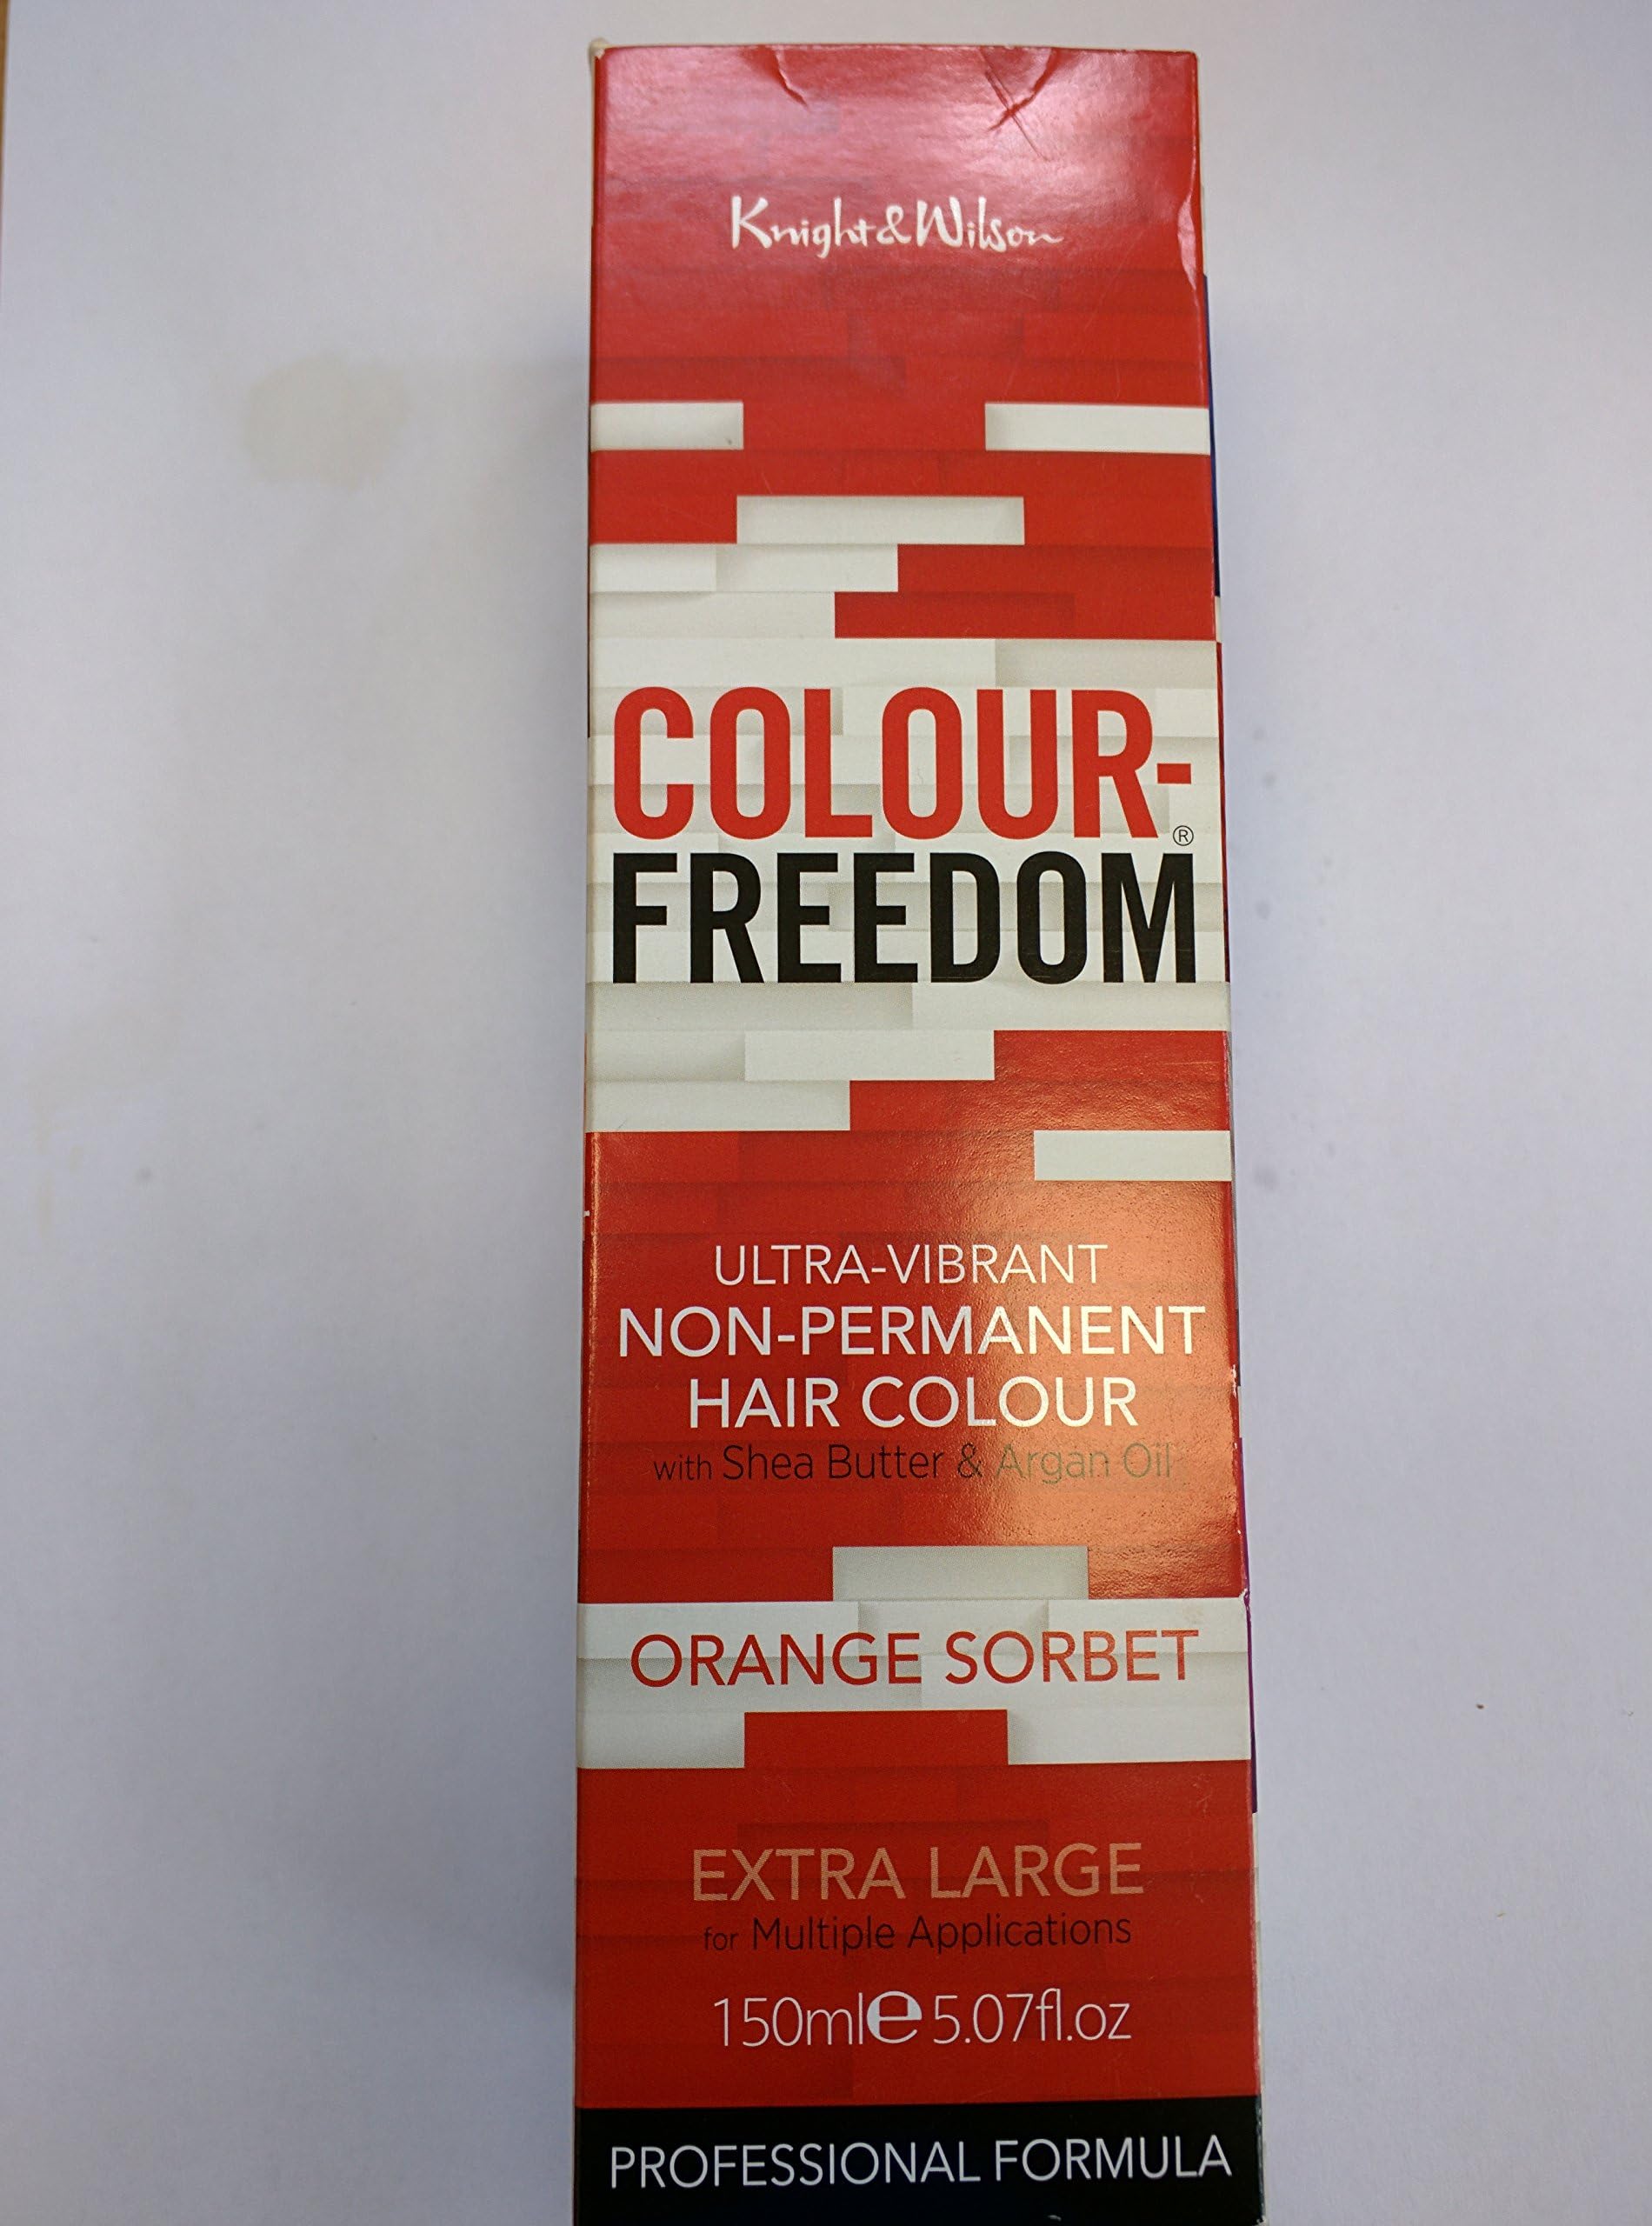 Knight & Wilson
COLOUR-
FREEDOM®
ULTRA-VIBRANT
NON-PERMANENT
HAIR COLOUR
with Shea Butter & Argan Oil
ORANGE SORBET
EXTRA LARGE
for Multiple Applications
150ml℮ 5.07fl.oz
PROFESSIONAL FORMULA